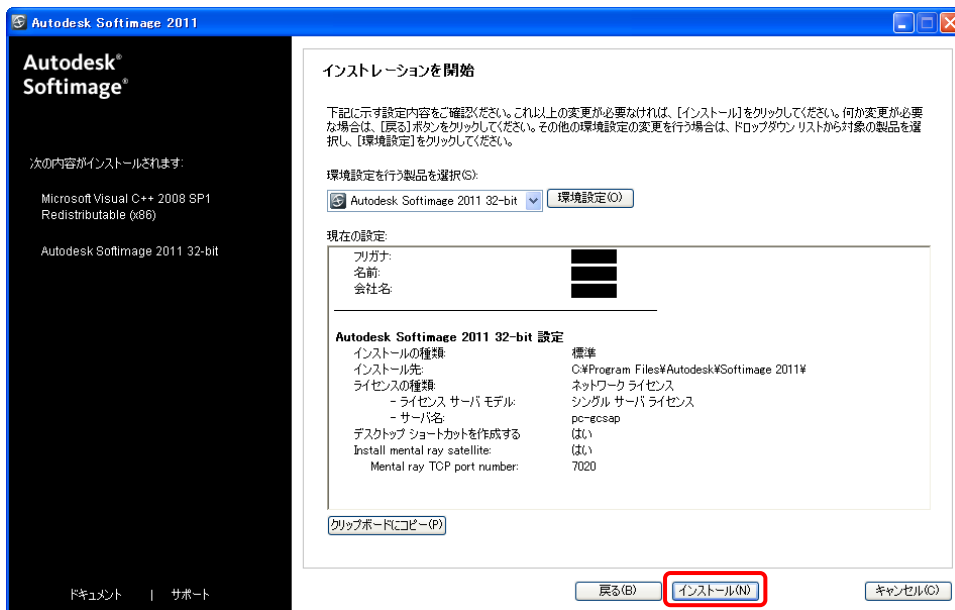 Autodesk Softimage 2011
Autodesk®
Softimage®
次の内容がインストールされます:
Microsoft Visual C++ 2008 SP1
Redistributable (x86)
Autodesk Softimage 2011 32-bit
ドキュメント | サポート
インストレーションを開始
下記に示す設定内容をご確認ください。これ以上の変更が必要なければ、[インストール]をクリックしてください。何か変更が必要
な場合は、[戻る]ボタンをクリックしてください。その他の環境設定の変更を行う場合は、ドロップダウン リストから対象の製品を選
択し、[環境設定]をクリックしてください。
環境設定を行う製品を選択(S):
Autodesk Softimage 2011 32-bit 環境設定(O)
現在の設定:
フリガナ:
名前:
会社名:
Autodesk Softimage 2011 32-bit 設定
インストールの種類: 標準
インストール先: C:¥Program Files¥Autodesk¥Softimage 2011¥
ライセンスの種類: ネットワーク ライセンス
- ライセンス サーバ モデル: シングル サーバ ライセンス
- サーバ名: pc-gcsap
デスクトップ ショートカットを作成する はい
Install mental ray satellite: はい
Mental ray TCP port number: 7020
クリップボードにコピー(P)
戻る(B) インストール(N) キャンセル(C)